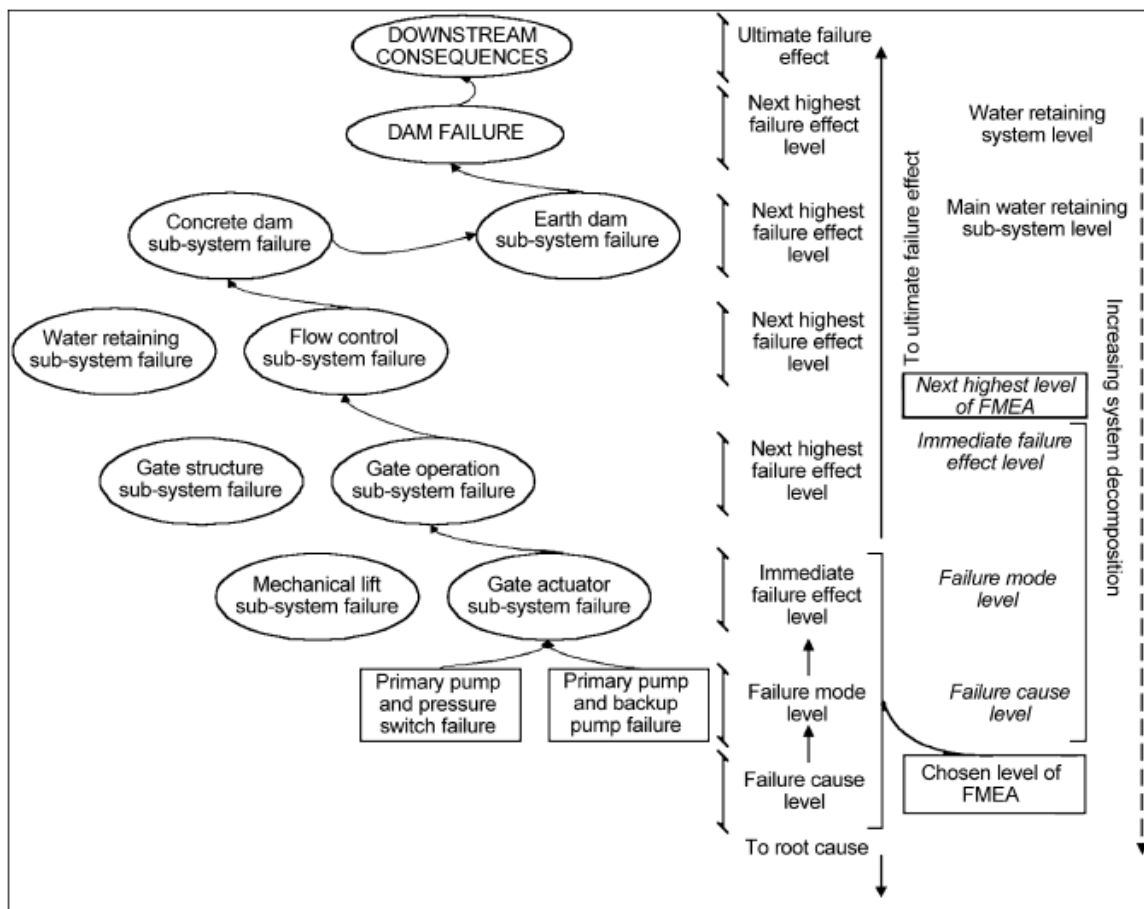 DOWNSTREAM
CONSEQUENCES
Ultimate failure
effect
DAM FAILURE
Next highest
failure effect
level
Water retaining
system level
Concrete dam
sub-system failure
Earth dam
sub-system failure
Next highest
failure effect
level
Main water retaining
sub-system level
To ultimate failure effect
Water retaining
sub-system failure
Flow control
sub-system failure
Next highest
failure effect
level
Next highest level
of FMEA
Increasing system decomposition
Gate structure
sub-system failure
Gate operation
sub-system failure
Next highest
failure effect
level
Immediate failure
effect level
Mechanical lift
sub-system failure
Gate actuator
sub-system failure
Immediate
failure effect
level
Failure mode
level
Primary pump
and pressure
switch failure
Primary pump
and backup
pump failure
Failure mode
level
Failure cause
level
Failure cause
level
Chosen level of
FMEA
To root cause